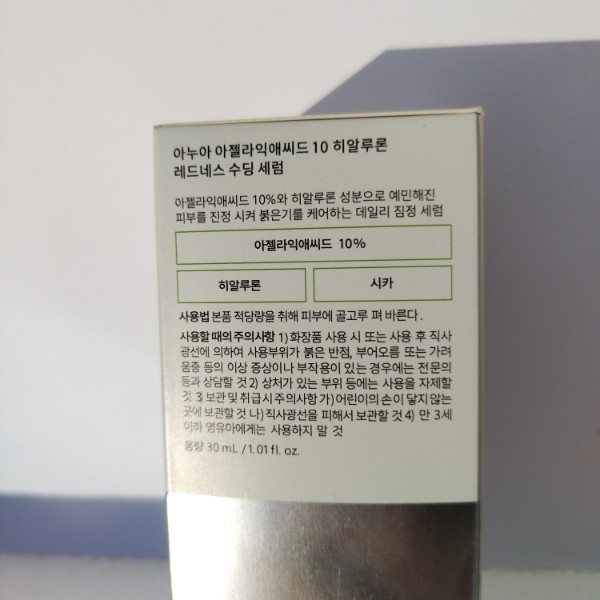 아누아 아젤라익애씨드 10 히알루론
레드네스 수딩 세럼
아젤라익애씨드 10%와 히알루론 성분으로 예민해진
피부를 진정 시켜 붉은기를 케어하는 데일리 짐정 세럼
아젤라익애씨드 10%
히알루론
시카
사용법 본품 적당량을 취해 피부에 골고루 펴 바른다.
사용할 때의 주의사항 1) 화장품 사용 시 또는 사용 후 직사
광선에 의하여 사용부위가 붉은 반점, 부어오름 또는 가려
움증 등의 이상 증상이나 부작용이 있는 경우에는 전문의
등과 상담할 것 2) 상처가 있는 부위 등에는 사용을 자제할
것 3) 보관 및 취급시 주의사항 가) 어린이의 손이 닿지 않는
곳에 보관할 것 나) 직사광선을 피해서 보관할 것 4) 만 3세
이하 영유아에게는 사용하지 말 것
용량 30 mL / 1.01 fl. oz.